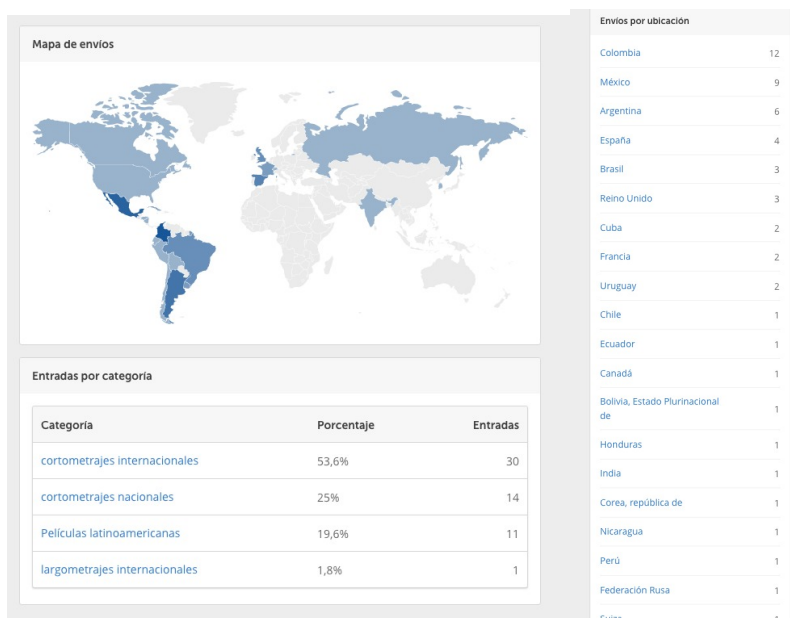 Mapa de envíos
Entradas por categoría
Categoría Porcentaje Entradas
cortometrajes internacionales 53,6% 30
cortometrajes nacionales 25% 14
Películas latinoamericanas 19,6% 11
largometrajes internacionales 1,8% 1
Envíos por ubicación
Colombia 12
México 9
Argentina 6
España 4
Brasil 3
Reino Unido 3
Cuba 2
Francia 2
Uruguay 2
Chile 1
Ecuador 1
Canadá 1
Bolivia, Estado Plurinacional
de 1
Honduras 1
India 1
Corea, república de 1
Nicaragua 1
Perú 1
Federación Rusa 1